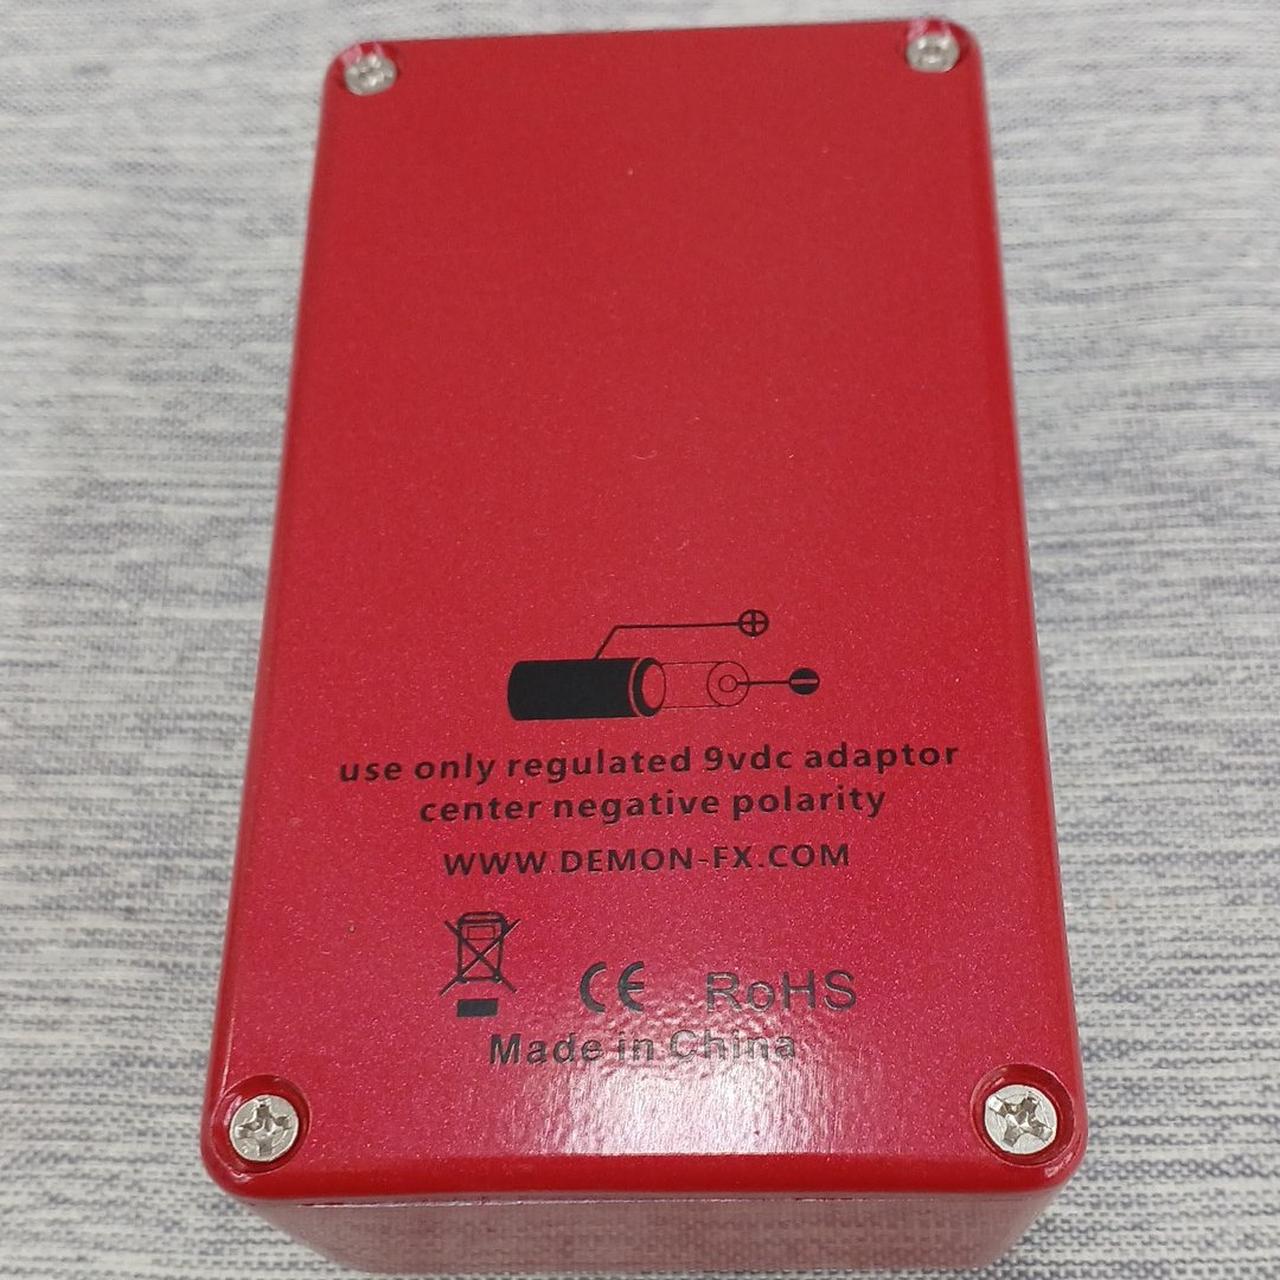 use only regulated 9vdc adaptor
center negative polarity
WWW.DEMON-FX.COM
CE RoHS
Made in China